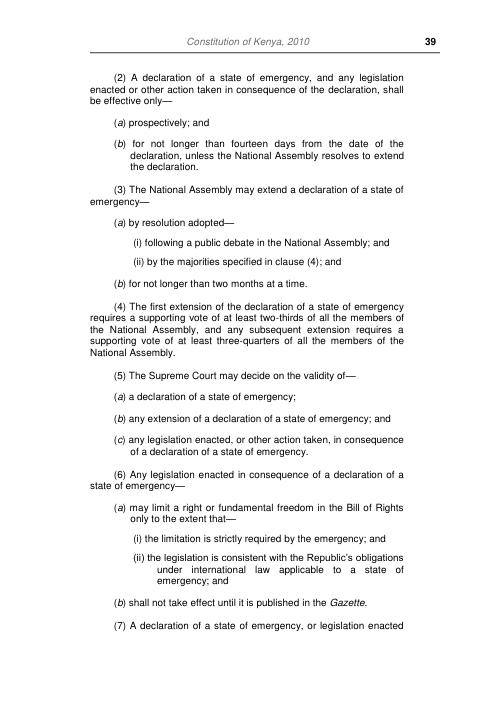 Constitution of Kenya, 2010 39
(2) A declaration of a state of emergency, and any legislation
enacted or other action taken in consequence of the declaration, shall
be effective only—
(a) prospectively; and
(b) for not longer than fourteen days from the date of the
declaration, unless the National Assembly resolves to extend
the declaration.
(3) The National Assembly may extend a declaration of a state of
emergency—
(a) by resolution adopted—
(i) following a public debate in the National Assembly; and
(ii) by the majorities specified in clause (4); and
(b) for not longer than two months at a time.
(4) The first extension of the declaration of a state of emergency
requires a supporting vote of at least two-thirds of all the members of
the National Assembly, and any subsequent extension requires a
supporting vote of at least three-quarters of all the members of the
National Assembly.
(5) The Supreme Court may decide on the validity of—
(a) a declaration of a state of emergency;
(b) any extension of a declaration of a state of emergency; and
(c) any legislation enacted, or other action taken, in consequence
of a declaration of a state of emergency.
(6) Any legislation enacted in consequence of a declaration of a
state of emergency—
(a) may limit a right or fundamental freedom in the Bill of Rights
only to the extent that—
(i) the limitation is strictly required by the emergency; and
(ii) the legislation is consistent with the Republic's obligations
under international law applicable to a state of
emergency; and
(b) shall not take effect until it is published in the Gazette.
(7) A declaration of a state of emergency, or legislation enacted